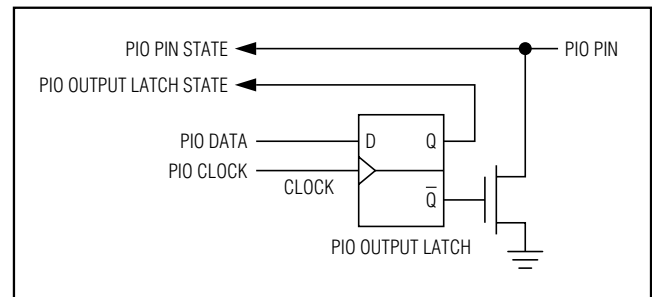 PIO PIN STATE
PIO PIN
PIO OUTPUT LATCH STATE
PIO DATA
D
Q
PIO CLOCK
CLOCK
Q̅
PIO OUTPUT LATCH